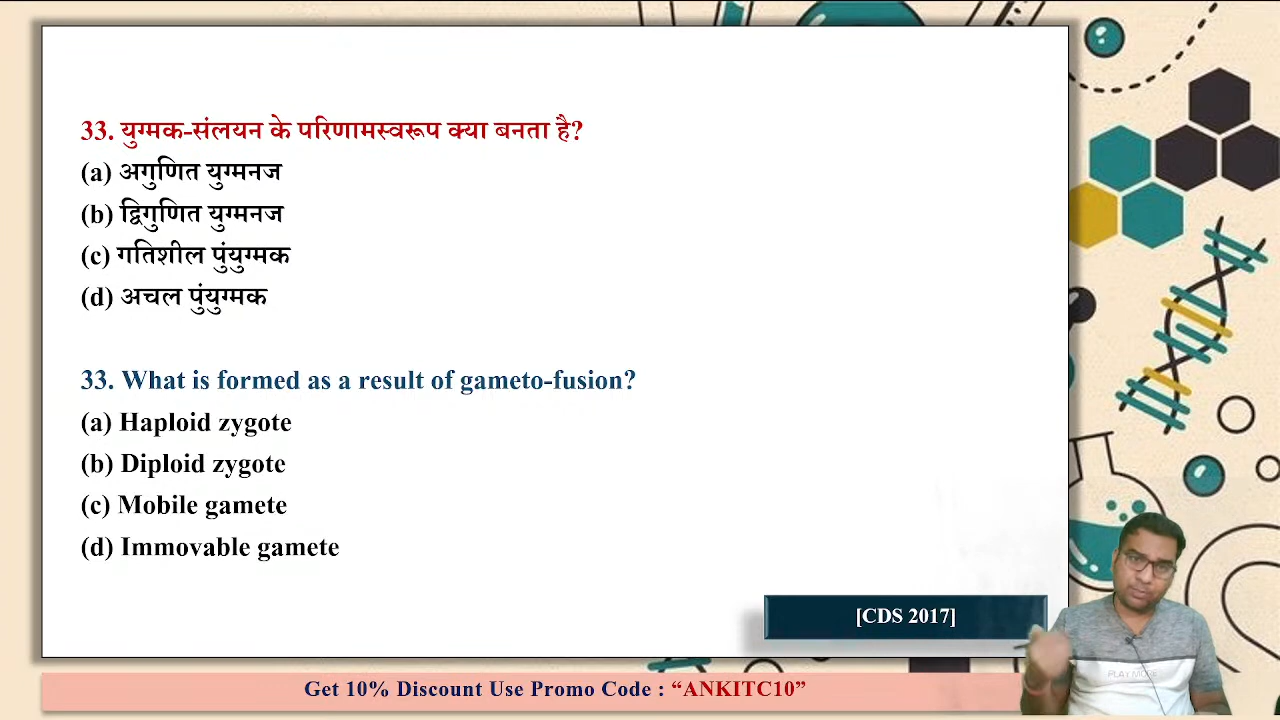 33. युग्मक-संलयन के परिणामस्वरूप क्या बनता है?
(a) अगुणित युग्मनज
(b) द्विगुणित युग्मनज
(c) गतिशील पुंयुग्मक
(d) अचल पुंयुग्मक
33. What is formed as a result of gameto-fusion?
(a) Haploid zygote
(b) Diploid zygote
(c) Mobile gamete
(d) Immovable gamete
[CDS 2017]
PLAY MORE
Get 10% Discount Use Promo Code : “ANKITC10”